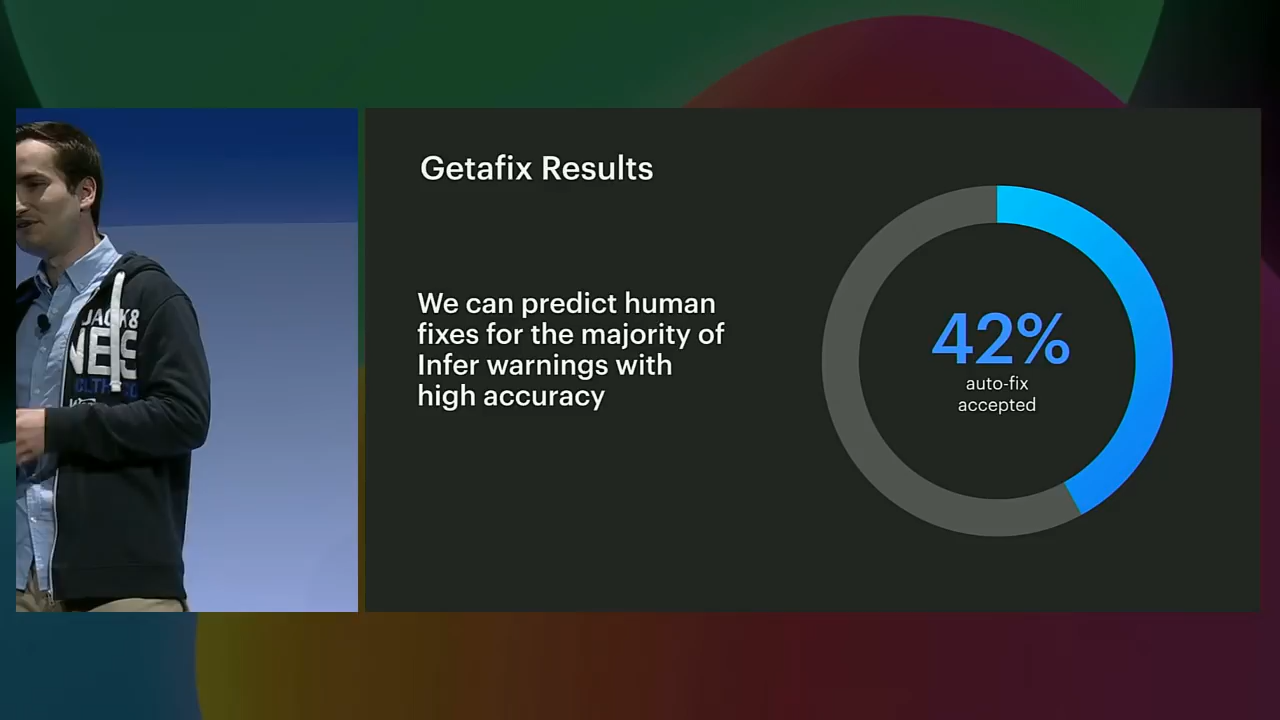 Getafix Results
We can predict human
fixes for the majority of
Infer warnings with
high accuracy
42%
auto-fix
accepted
JACK&